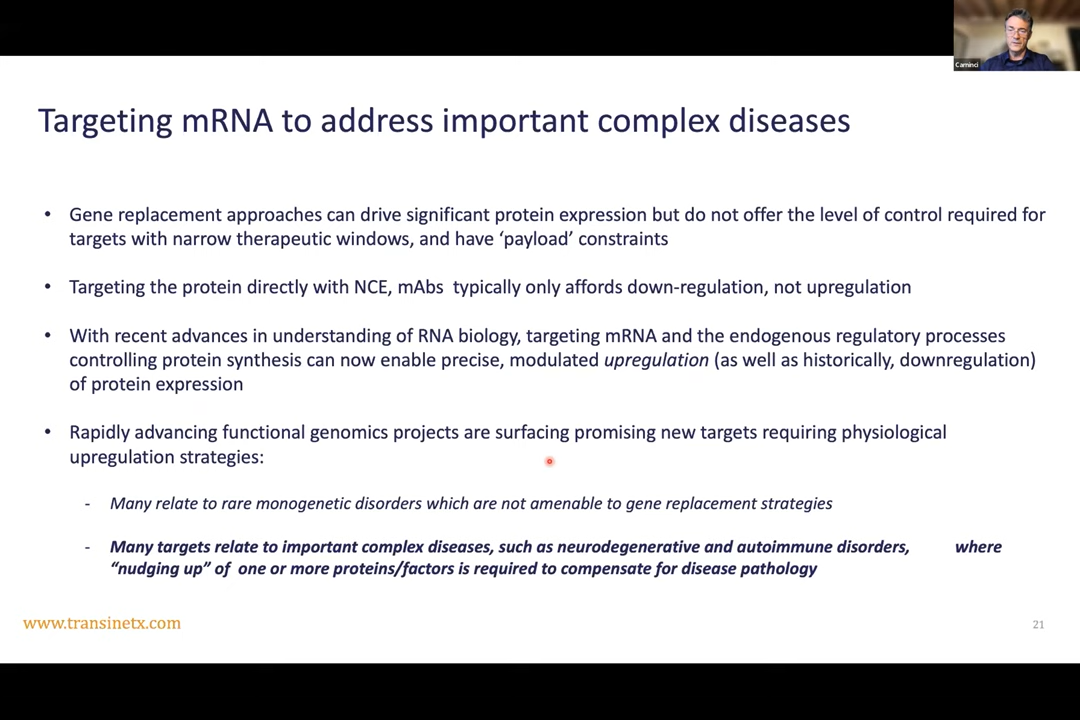 Carninci
Targeting mRNA to address important complex diseases
• Gene replacement approaches can drive significant protein expression but do not offer the level of control required for
targets with narrow therapeutic windows, and have ‘payload’ constraints
• Targeting the protein directly with NCE, mAbs typically only affords down-regulation, not upregulation
• With recent advances in understanding of RNA biology, targeting mRNA and the endogenous regulatory processes
controlling protein synthesis can now enable precise, modulated upregulation (as well as historically, downregulation)
of protein expression
• Rapidly advancing functional genomics projects are surfacing promising new targets requiring physiological
upregulation strategies:
- Many relate to rare monogenetic disorders which are not amenable to gene replacement strategies
- Many targets relate to important complex diseases, such as neurodegenerative and autoimmune disorders, where
“nudging up” of one or more proteins/factors is required to compensate for disease pathology
www.transinetx.com
21